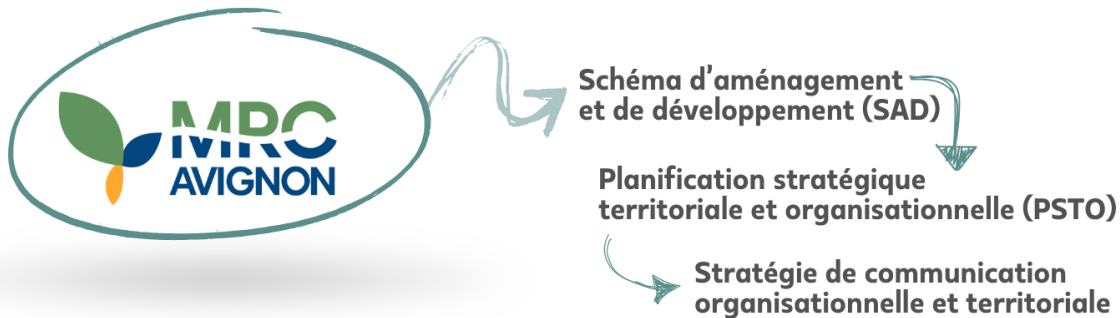 MRC
AVIGNON
Schéma d'aménagement
et de développement (SAD)
Planification stratégique
territoriale et organisationnelle (PSTO)
Stratégie de communication
organisationnelle et territoriale